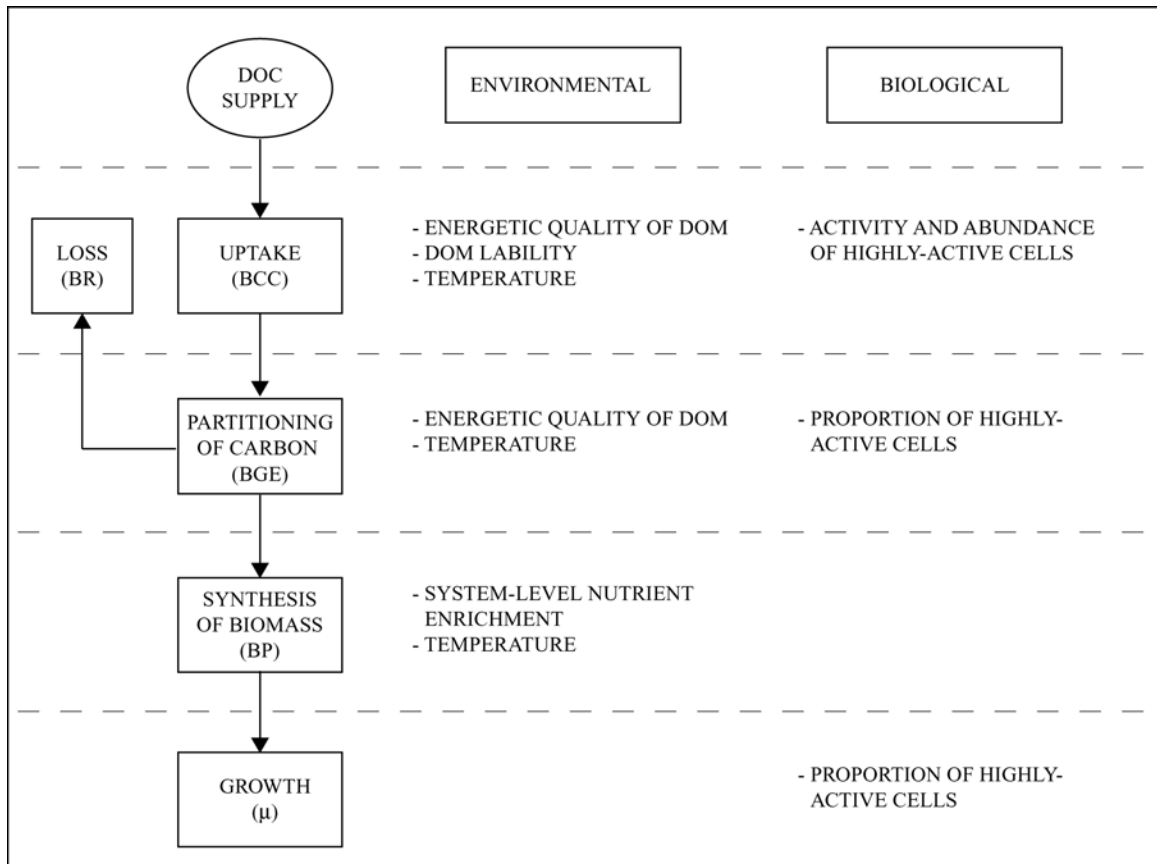 DOC
SUPPLY
ENVIRONMENTAL
BIOLOGICAL
LOSS
(BR)
UPTAKE
(BCC)
- ENERGETIC QUALITY OF DOM
- DOM LABILITY
- TEMPERATURE
- ACTIVITY AND ABUNDANCE
OF HIGHLY-ACTIVE CELLS
PARTITIONING
OF CARBON
(BGE)
- ENERGETIC QUALITY OF DOM
- TEMPERATURE
- PROPORTION OF HIGHLY-
ACTIVE CELLS
SYNTHESIS
OF BIOMASS
(BP)
- SYSTEM-LEVEL NUTRIENT
ENRICHMENT
- TEMPERATURE
GROWTH
(μ)
- PROPORTION OF HIGHLY-
ACTIVE CELLS